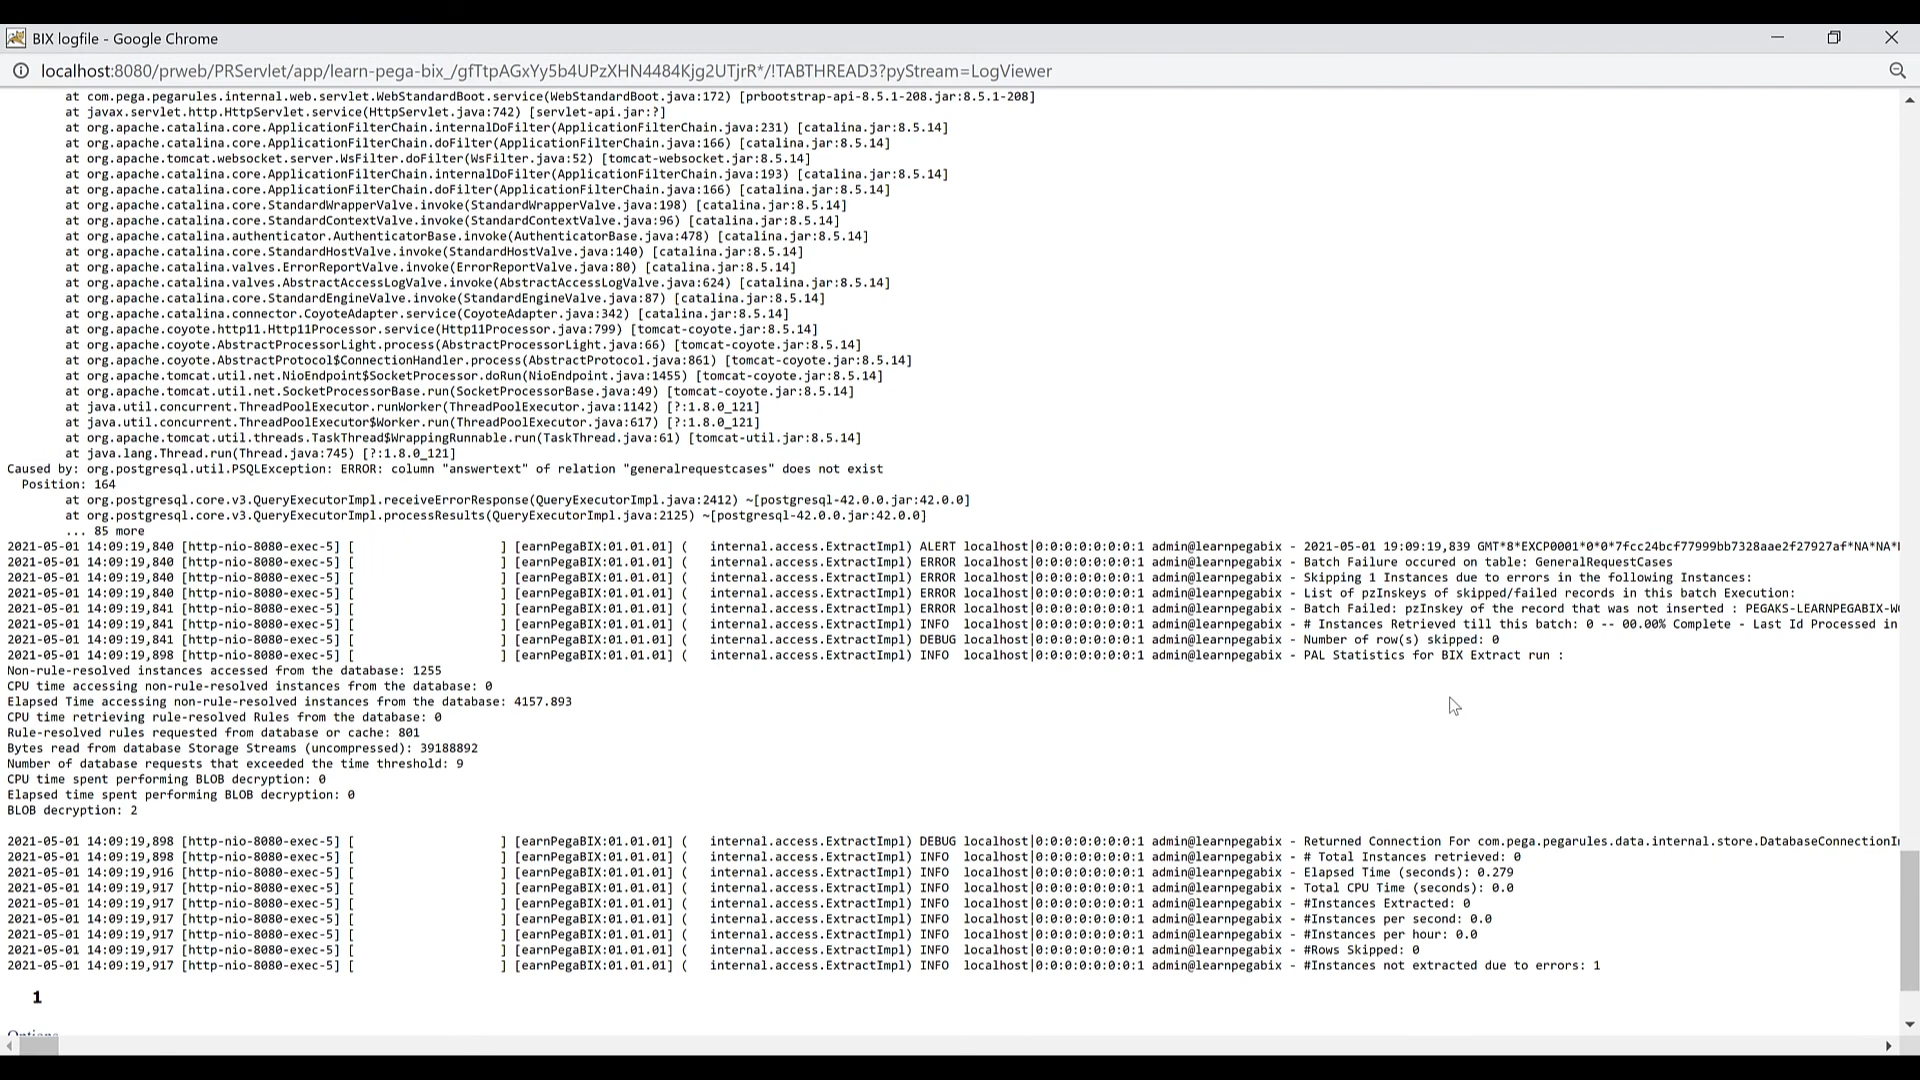 BIX logfile - Google Chrome
localhost:8080/prweb/PRServlet/app/learn-pega-bix_/gfTtpAGxYy5b4UPzXHN4484Kjg2UTjrR*/!TABTHREAD3?pyStream=LogViewer
at com.pega.pegarules.internal.web.servlet.WebStandardBoot.service(WebStandardBoot.java:172) [prbootstrap-api-8.5.1-208.jar:8.5.1-208]
at javax.servlet.http.HttpServlet.service(HttpServlet.java:742) [servlet-api.jar:?]
at org.apache.catalina.core.ApplicationFilterChain.internalDoFilter(ApplicationFilterChain.java:231) [catalina.jar:8.5.14]
at org.apache.catalina.core.ApplicationFilterChain.doFilter(ApplicationFilterChain.java:166) [catalina.jar:8.5.14]
at org.apache.tomcat.websocket.server.WsFilter.doFilter(WsFilter.java:52) [tomcat-websocket.jar:8.5.14]
at org.apache.catalina.core.ApplicationFilterChain.internalDoFilter(ApplicationFilterChain.java:193) [catalina.jar:8.5.14]
at org.apache.catalina.core.ApplicationFilterChain.doFilter(ApplicationFilterChain.java:166) [catalina.jar:8.5.14]
at org.apache.catalina.core.StandardWrapperValve.invoke(StandardWrapperValve.java:198) [catalina.jar:8.5.14]
at org.apache.catalina.core.StandardContextValve.invoke(StandardContextValve.java:96) [catalina.jar:8.5.14]
at org.apache.catalina.authenticator.AuthenticatorBase.invoke(AuthenticatorBase.java:478) [catalina.jar:8.5.14]
at org.apache.catalina.core.StandardHostValve.invoke(StandardHostValve.java:140) [catalina.jar:8.5.14]
at org.apache.catalina.valves.ErrorReportValve.invoke(ErrorReportValve.java:80) [catalina.jar:8.5.14]
at org.apache.catalina.valves.AbstractAccessLogValve.invoke(AbstractAccessLogValve.java:624) [catalina.jar:8.5.14]
at org.apache.catalina.core.StandardEngineValve.invoke(StandardEngineValve.java:87) [catalina.jar:8.5.14]
at org.apache.catalina.connector.CoyoteAdapter.service(CoyoteAdapter.java:342) [catalina.jar:8.5.14]
at org.apache.coyote.http11.Http11Processor.service(Http11Processor.java:799) [tomcat-coyote.jar:8.5.14]
at org.apache.coyote.AbstractProcessorLight.process(AbstractProcessorLight.java:66) [tomcat-coyote.jar:8.5.14]
at org.apache.coyote.AbstractProtocol$ConnectionHandler.process(AbstractProtocol.java:861) [tomcat-coyote.jar:8.5.14]
at org.apache.tomcat.util.net.NioEndpoint$SocketProcessor.doRun(NioEndpoint.java:1455) [tomcat-coyote.jar:8.5.14]
at org.apache.tomcat.util.net.SocketProcessorBase.run(SocketProcessorBase.java:49) [tomcat-coyote.jar:8.5.14]
at java.util.concurrent.ThreadPoolExecutor.runWorker(ThreadPoolExecutor.java:1142) [?:1.8.0_121]
at java.util.concurrent.ThreadPoolExecutor$Worker.run(ThreadPoolExecutor.java:617) [?:1.8.0_121]
at org.apache.tomcat.util.threads.TaskThread$WrappingRunnable.run(TaskThread.java:61) [tomcat-util.jar:8.5.14]
at java.lang.Thread.run(Thread.java:745) [?:1.8.0_121]
Caused by: org.postgresql.util.PSQLException: ERROR: column "answertext" of relation "generalrequestcases" does not exist
Position: 164
at org.postgresql.core.v3.QueryExecutorImpl.receiveErrorResponse(QueryExecutorImpl.java:2412) ~[postgresql-42.0.0.jar:42.0.0]
at org.postgresql.core.v3.QueryExecutorImpl.processResults(QueryExecutorImpl.java:2125) ~[postgresql-42.0.0.jar:42.0.0]
... 85 more
2021-05-01 14:09:19,840 [http-nio-8080-exec-5] [ ] [earnPegaBIX:01.01.01] ( internal.access.ExtractImpl) ALERT localhost|0:0:0:0:0:0:0:1 admin@learnpegabix - 2021-05-01 19:09:19,839 GMT*8*EXCP0001*0*0*7fcc24bcf77999bb7328aae2f27927af*NA*NA*
2021-05-01 14:09:19,840 [http-nio-8080-exec-5] [ ] [earnPegaBIX:01.01.01] ( internal.access.ExtractImpl) ERROR localhost|0:0:0:0:0:0:0:1 admin@learnpegabix - Batch Failure occured on table: GeneralRequestCases
2021-05-01 14:09:19,840 [http-nio-8080-exec-5] [ ] [earnPegaBIX:01.01.01] ( internal.access.ExtractImpl) ERROR localhost|0:0:0:0:0:0:0:1 admin@learnpegabix - Skipping 1 Instances due to errors in the following Instances:
2021-05-01 14:09:19,840 [http-nio-8080-exec-5] [ ] [earnPegaBIX:01.01.01] ( internal.access.ExtractImpl) ERROR localhost|0:0:0:0:0:0:0:1 admin@learnpegabix - List of pzInskeys of skipped/failed records in this batch Execution:
2021-05-01 14:09:19,841 [http-nio-8080-exec-5] [ ] [earnPegaBIX:01.01.01] ( internal.access.ExtractImpl) ERROR localhost|0:0:0:0:0:0:0:1 admin@learnpegabix - Batch Failed: pzInskey of the record that was not inserted : PEGAKS-LEARNPEGABIX-W
2021-05-01 14:09:19,841 [http-nio-8080-exec-5] [ ] [earnPegaBIX:01.01.01] ( internal.access.ExtractImpl) INFO localhost|0:0:0:0:0:0:0:1 admin@learnpegabix - # Instances Retrieved till this batch: 0 -- 00.00% Complete - Last Id Processed in
2021-05-01 14:09:19,841 [http-nio-8080-exec-5] [ ] [earnPegaBIX:01.01.01] ( internal.access.ExtractImpl) DEBUG localhost|0:0:0:0:0:0:0:1 admin@learnpegabix - Number of row(s) skipped: 0
2021-05-01 14:09:19,898 [http-nio-8080-exec-5] [ ] [earnPegaBIX:01.01.01] ( internal.access.ExtractImpl) INFO localhost|0:0:0:0:0:0:0:1 admin@learnpegabix - PAL Statistics for BIX Extract run :
Non-rule-resolved instances accessed from the database: 1255
CPU time accessing non-rule-resolved instances from the database: 0
Elapsed Time accessing non-rule-resolved instances from the database: 4157.893
CPU time retrieving rule-resolved Rules from the database: 0
Rule-resolved rules requested from database or cache: 801
Bytes read from database Storage Streams (uncompressed): 39188892
Number of database requests that exceeded the time threshold: 9
CPU time spent performing BLOB decryption: 0
Elapsed time spent performing BLOB decryption: 0
BLOB decryption: 2
2021-05-01 14:09:19,898 [http-nio-8080-exec-5] [ ] [earnPegaBIX:01.01.01] ( internal.access.ExtractImpl) DEBUG localhost|0:0:0:0:0:0:0:1 admin@learnpegabix - Returned Connection For com.pega.pegarules.data.internal.store.DatabaseConnectionI
2021-05-01 14:09:19,898 [http-nio-8080-exec-5] [ ] [earnPegaBIX:01.01.01] ( internal.access.ExtractImpl) INFO localhost|0:0:0:0:0:0:0:1 admin@learnpegabix - # Total Instances retrieved: 0
2021-05-01 14:09:19,916 [http-nio-8080-exec-5] [ ] [earnPegaBIX:01.01.01] ( internal.access.ExtractImpl) INFO localhost|0:0:0:0:0:0:0:1 admin@learnpegabix - Elapsed Time (seconds): 0.279
2021-05-01 14:09:19,917 [http-nio-8080-exec-5] [ ] [earnPegaBIX:01.01.01] ( internal.access.ExtractImpl) INFO localhost|0:0:0:0:0:0:0:1 admin@learnpegabix - Total CPU Time (seconds): 0.0
2021-05-01 14:09:19,917 [http-nio-8080-exec-5] [ ] [earnPegaBIX:01.01.01] ( internal.access.ExtractImpl) INFO localhost|0:0:0:0:0:0:0:1 admin@learnpegabix - #Instances Extracted: 0
2021-05-01 14:09:19,917 [http-nio-8080-exec-5] [ ] [earnPegaBIX:01.01.01] ( internal.access.ExtractImpl) INFO localhost|0:0:0:0:0:0:0:1 admin@learnpegabix - #Instances per second: 0.0
2021-05-01 14:09:19,917 [http-nio-8080-exec-5] [ ] [earnPegaBIX:01.01.01] ( internal.access.ExtractImpl) INFO localhost|0:0:0:0:0:0:0:1 admin@learnpegabix - #Instances per hour: 0.0
2021-05-01 14:09:19,917 [http-nio-8080-exec-5] [ ] [earnPegaBIX:01.01.01] ( internal.access.ExtractImpl) INFO localhost|0:0:0:0:0:0:0:1 admin@learnpegabix - #Rows Skipped: 0
2021-05-01 14:09:19,917 [http-nio-8080-exec-5] [ ] [earnPegaBIX:01.01.01] ( internal.access.ExtractImpl) INFO localhost|0:0:0:0:0:0:0:1 admin@learnpegabix - #Instances not extracted due to errors: 1
1